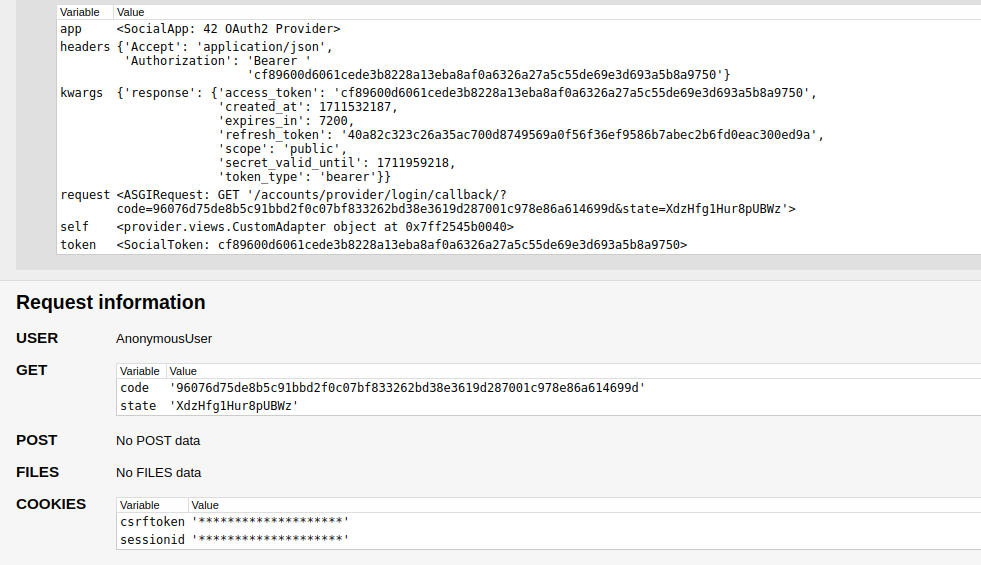 Variable Value
app <SocialApp: 42 OAuth2 Provider>
headers {'Accept': 'application/json',
'Authorization': 'Bearer '
'cf89600d6061cede3b8228a13eba8af0a6326a27a5c55de69e3d693a5b8a9750'}
kwargs {'response': {'access_token': 'cf89600d6061cede3b8228a13eba8af0a6326a27a5c55de69e3d693a5b8a9750',
'created_at': 1711532187,
'expires_in': 7200,
'refresh_token': '40a82c323c26a35ac700d8749569a0f56f36ef9586b7abec2b6fd0eac300ed9a',
'scope': 'public',
'secret_valid_until': 1711959218,
'token_type': 'bearer'}}
request <ASGIRequest: GET '/accounts/provider/login/callback/?
code=96076d75de8b5c91bbd2f0c07bf833262bd38e3619d287001c978e86a614699d&state=XdzHfg1Hur8pUBWz'>
self <provider.views.CustomAdapter object at 0x7ff2545b0040>
token <SocialToken: cf89600d6061cede3b8228a13eba8af0a6326a27a5c55de69e3d693a5b8a9750>
Request information
USER AnonymousUser
GET Variable Value
code '96076d75de8b5c91bbd2f0c07bf833262bd38e3619d287001c978e86a614699d'
state 'XdzHfg1Hur8pUBWz'
POST No POST data
FILES No FILES data
COOKIES Variable Value
csrftoken '********************'
sessionid '********************'